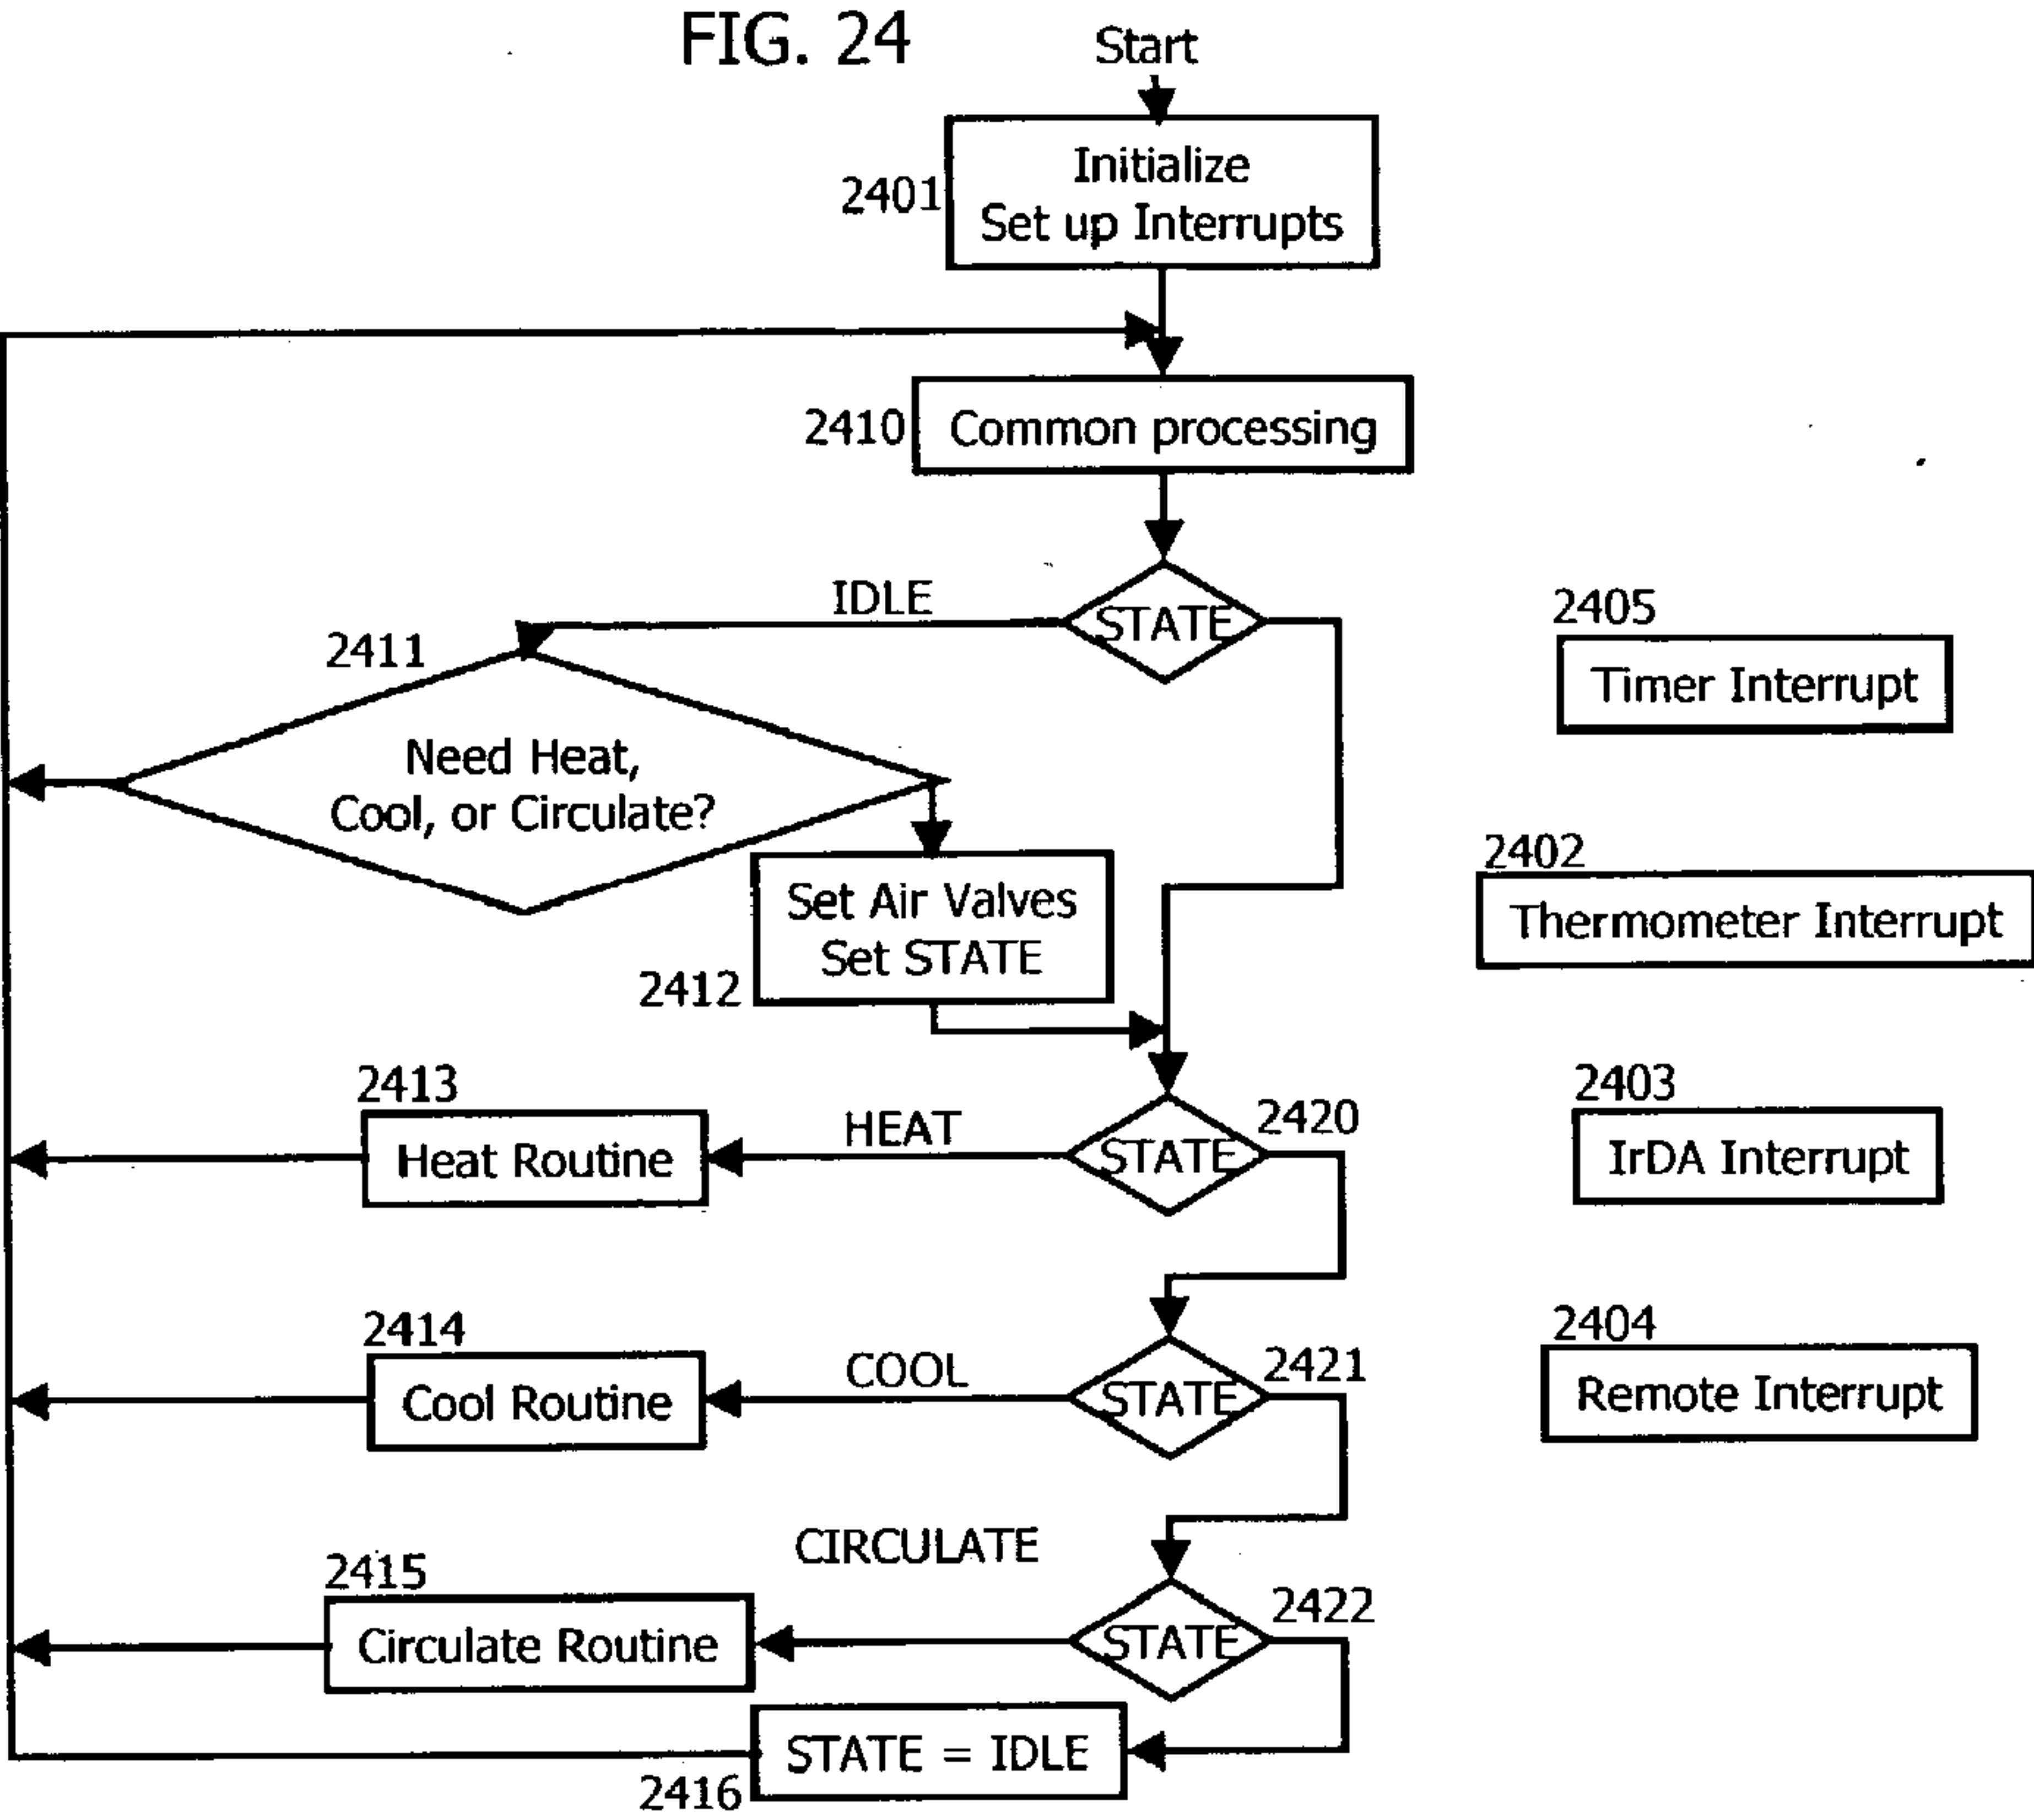 FIG. 24
Start
2401
Initialize
Set up Interrupts
2410
Common processing
IDLE
STATE
2405
Timer Interrupt
2411
Need Heat,
Cool, or Circulate?
2402
Thermometer Interrupt
Set Air Valves
Set STATE
2412
2413
Heat Routine
HEAT
STATE
2420
2403
IrDA Interrupt
2414
Cool Routine
COOL
STATE
2421
2404
Remote Interrupt
2415
Circulate Routine
CIRCULATE
STATE
2422
STATE = IDLE
2416